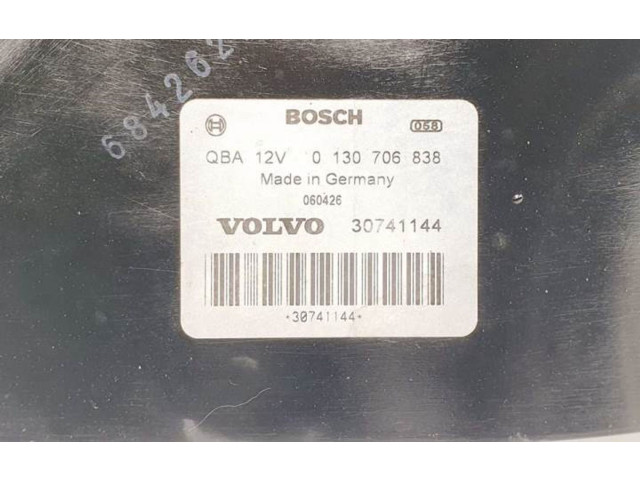 684262
BOSCH
058
QBA 12V 0 130 706 838
Made in Germany
060426
VOLVO 30741144
*30741144*